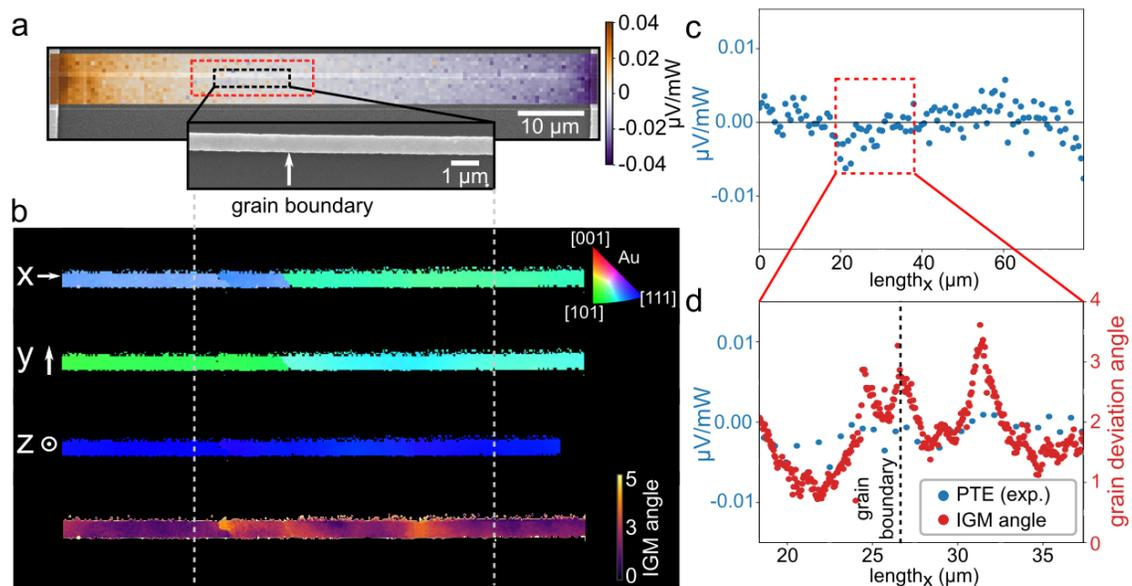 a
0.04
0.02
0
-0.02
-0.04
µV/mW
10 µm
1 µm
grain boundary
b
x
y
z
[001]
Au
[101]
[111]
5
3
0
IGM angle
c
0.01
0.00
-0.01
µV/mW
0
20
40
60
lengthx (µm)
d
0.01
0.00
-0.01
µV/mW
4
3
2
1
0
grain deviation angle
grain
boundary
PTE (exp.)
IGM angle
20
25
30
35
lengthx (µm)